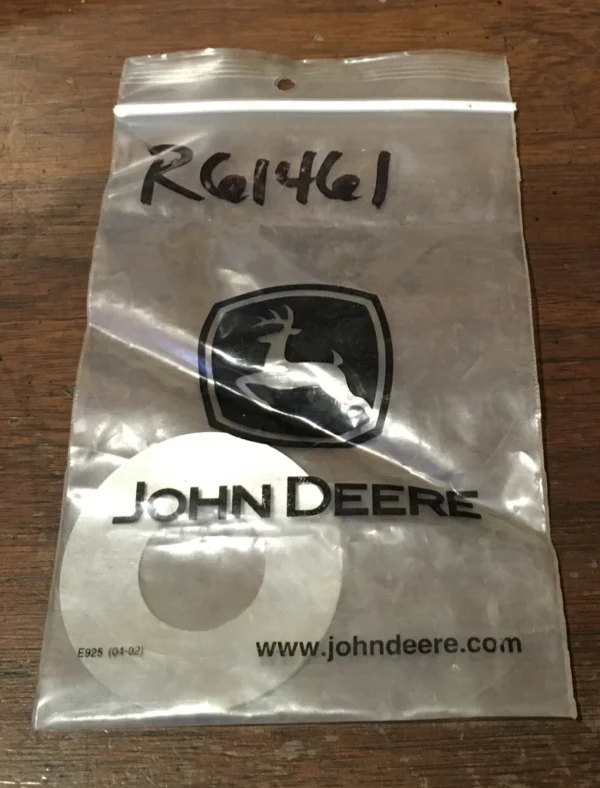 R61461
JOHN DEERE
E925 (04-02)
www.johndeere.com